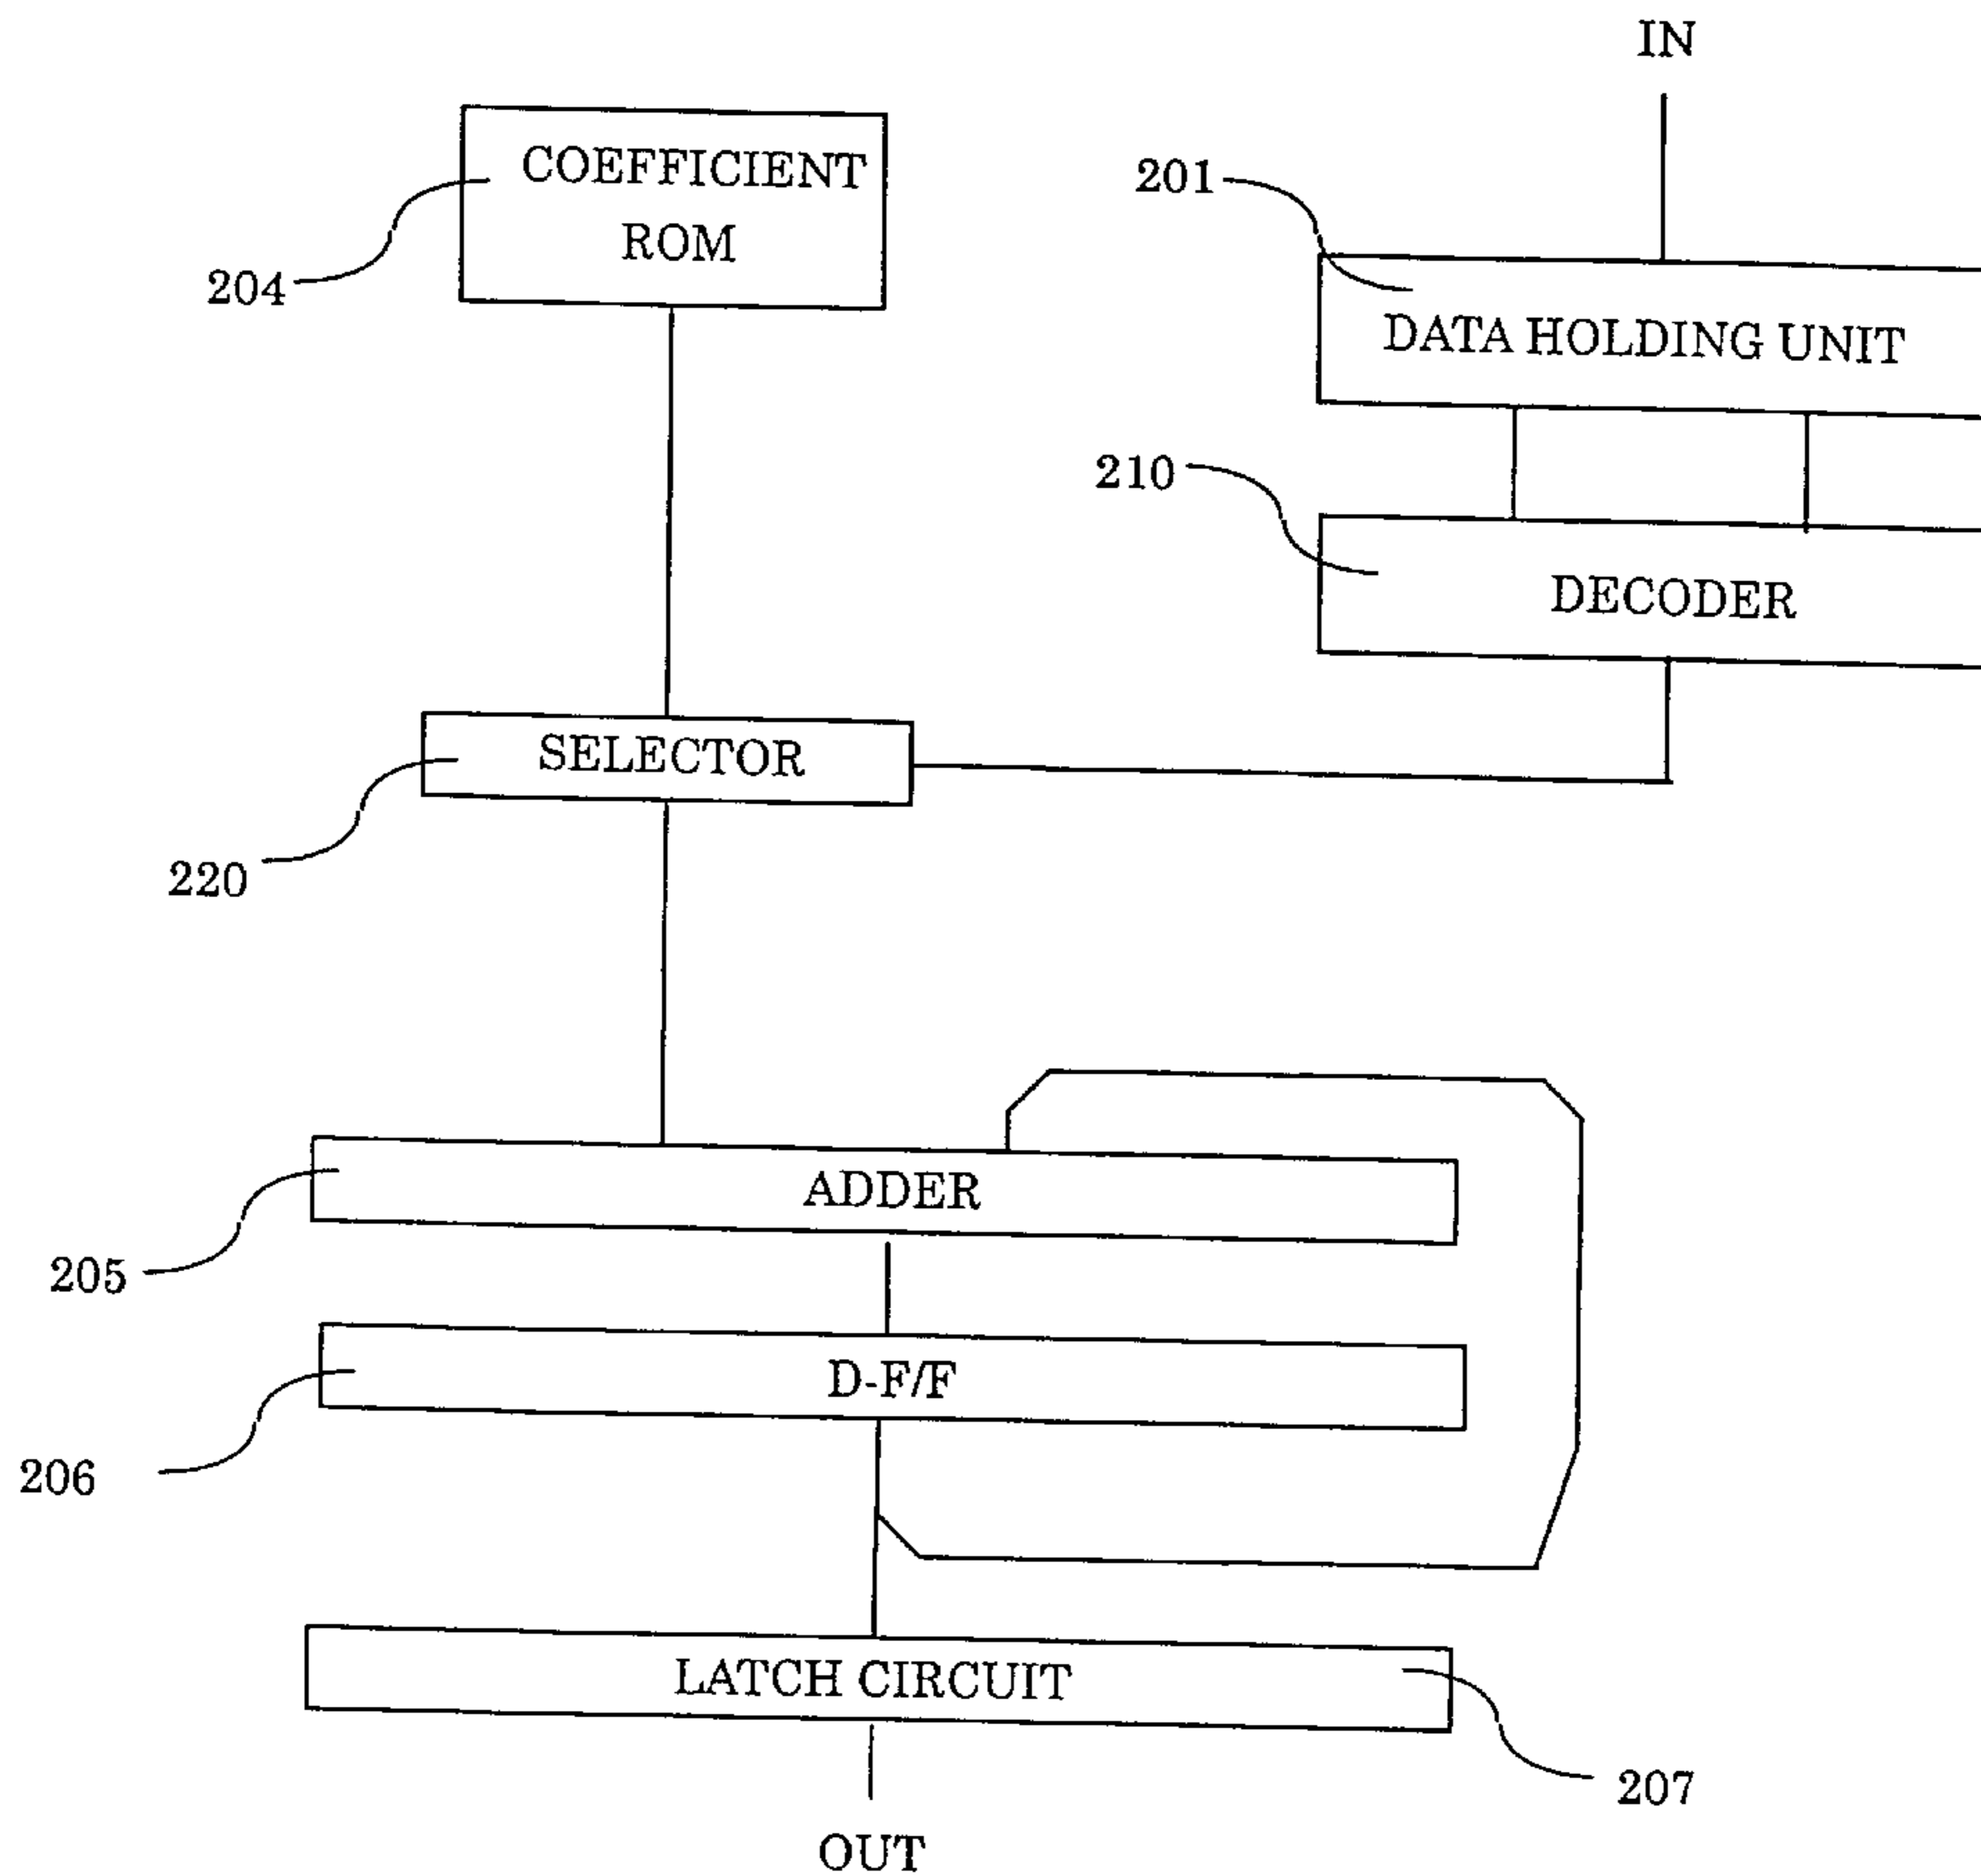 IN
COEFFICIENT
ROM
201
204
DATA HOLDING UNIT
210
DECODER
SELECTOR
220
ADDER
205
D-F/F
206
LATCH CIRCUIT
207
OUT